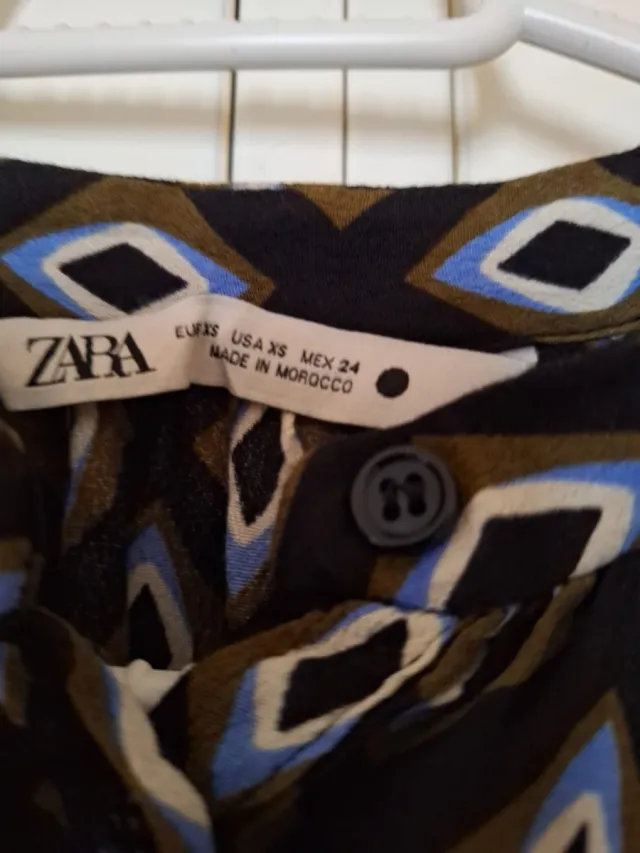 ZARA
EUR XS USA XS MEX 24
MADE IN MOROCCO